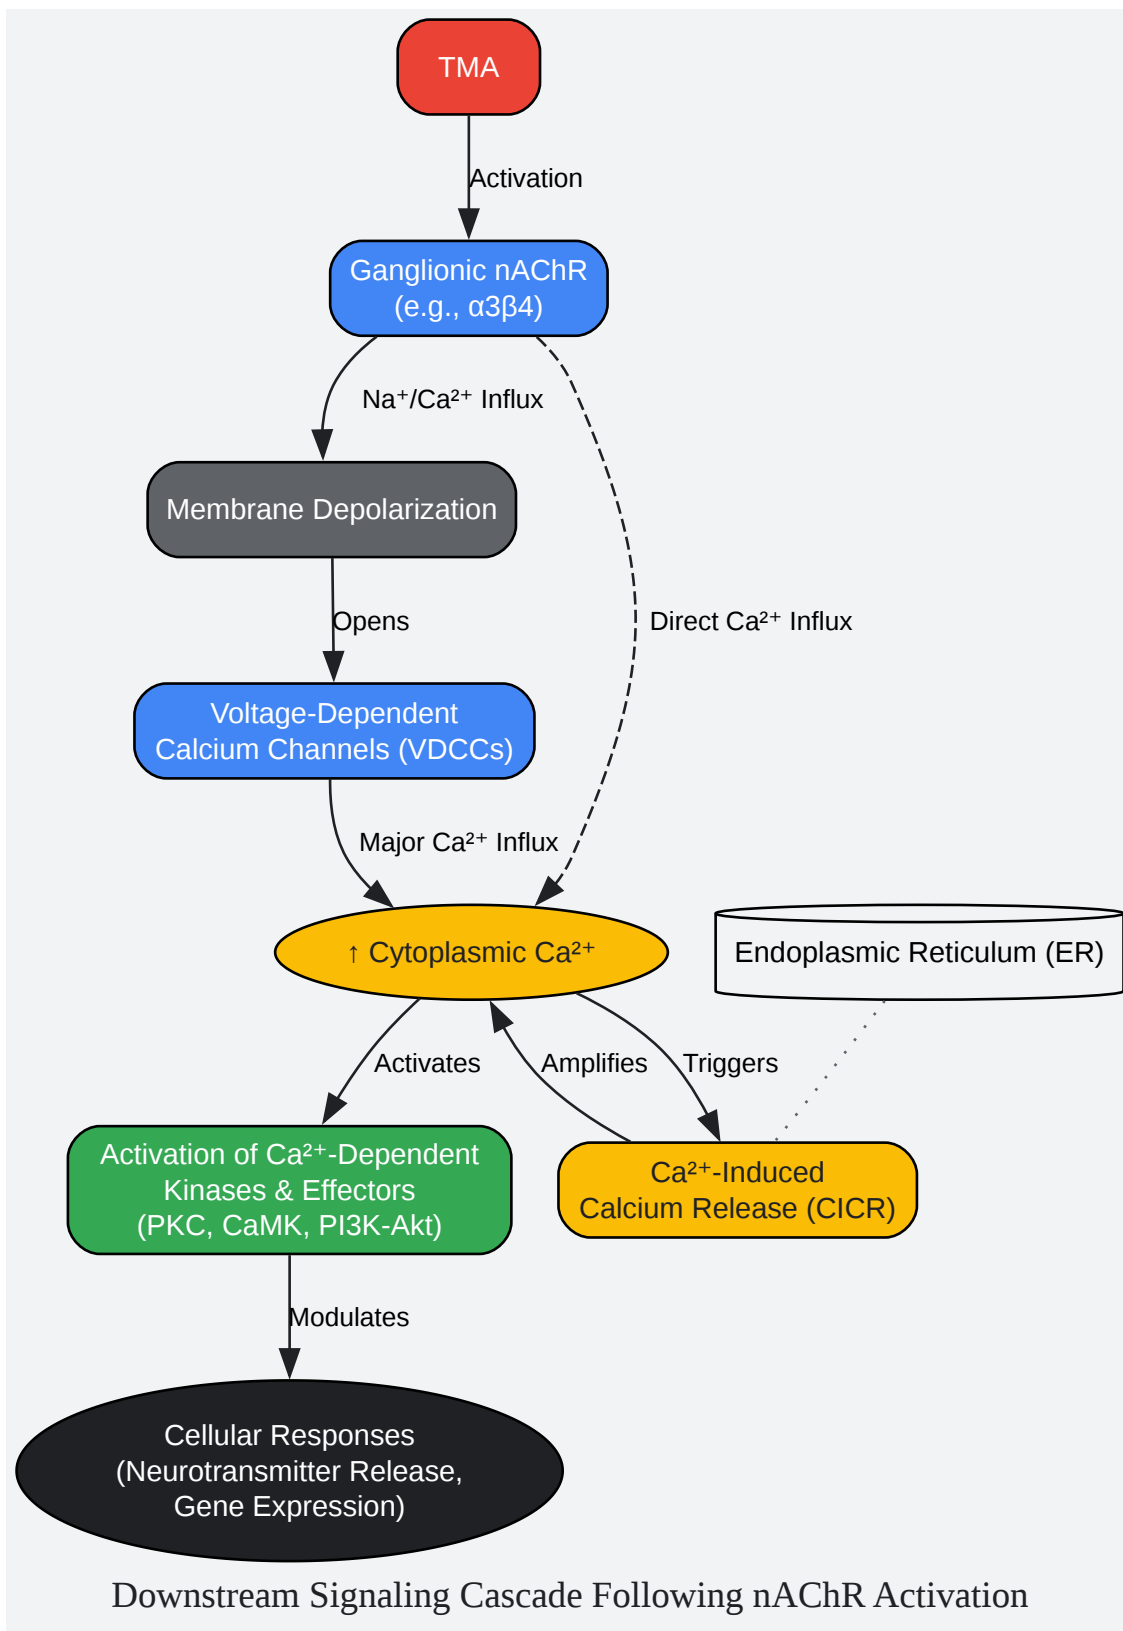 TMA
Activation
Ganglionic nAChR
(e.g., α3β4)
Na⁺/Ca²⁺ Influx
Membrane Depolarization
Opens
Direct Ca²⁺ Influx
Voltage-Dependent
Calcium Channels (VDCCs)
Major Ca²⁺ Influx
↑ Cytoplasmic Ca²⁺
Endoplasmic Reticulum (ER)
Activates
Amplifies
Triggers
Activation of Ca²⁺-Dependent
Kinases & Effectors
(PKC, CaMK, PI3K-Akt)
Ca²⁺-Induced
Calcium Release (CICR)
Modulates
Cellular Responses
(Neurotransmitter Release,
Gene Expression)
Downstream Signaling Cascade Following nAChR Activation